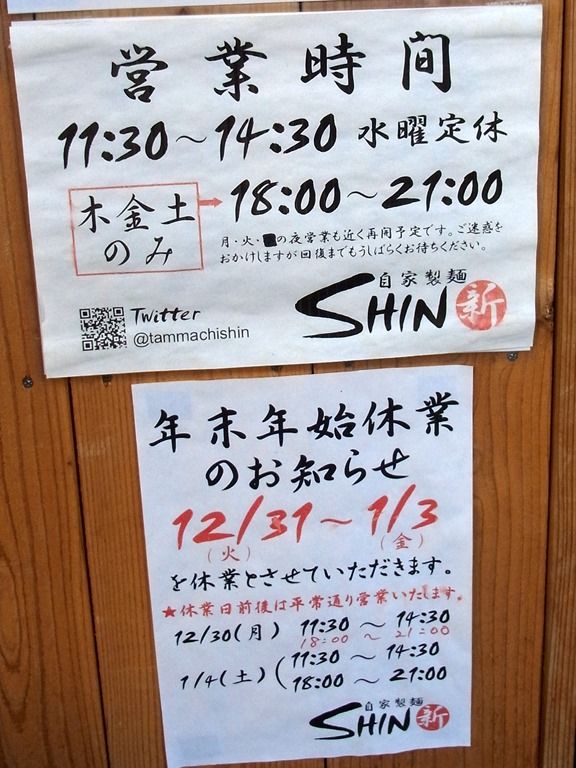 営業時間
11:30〜14:30 水曜定休
木金土のみ → 18:00〜21:00
月・火・の夜営業も近く再開予定です。ご迷惑を
おかけしますが回復までもうしばらくお待ちください。
自家製麺
SHIN 新
Twitter
@tammachishin
年末年始休業
のお知らせ
12/31〜1/3
(火) (金)
を休業とさせていただきます。
★休業日前後は平常通り営業いたします。
12/30(月) 11:30〜14:30
18:00〜21:00
1/4(土) ( 11:30〜14:30
18:00〜21:00
自家製麺
SHIN 新